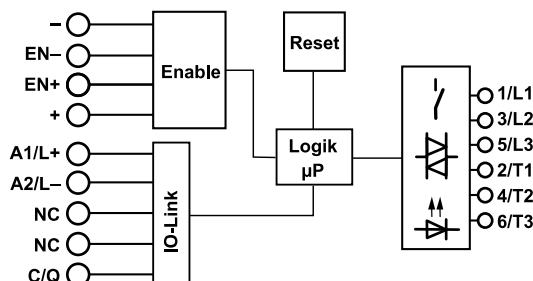 –
EN–
EN+
+
Enable
Reset
A1/L+
A2/L–
NC
NC
C/Q
IO-Link
Logik
µP
1/L1
3/L2
5/L3
2/T1
4/T2
6/T3